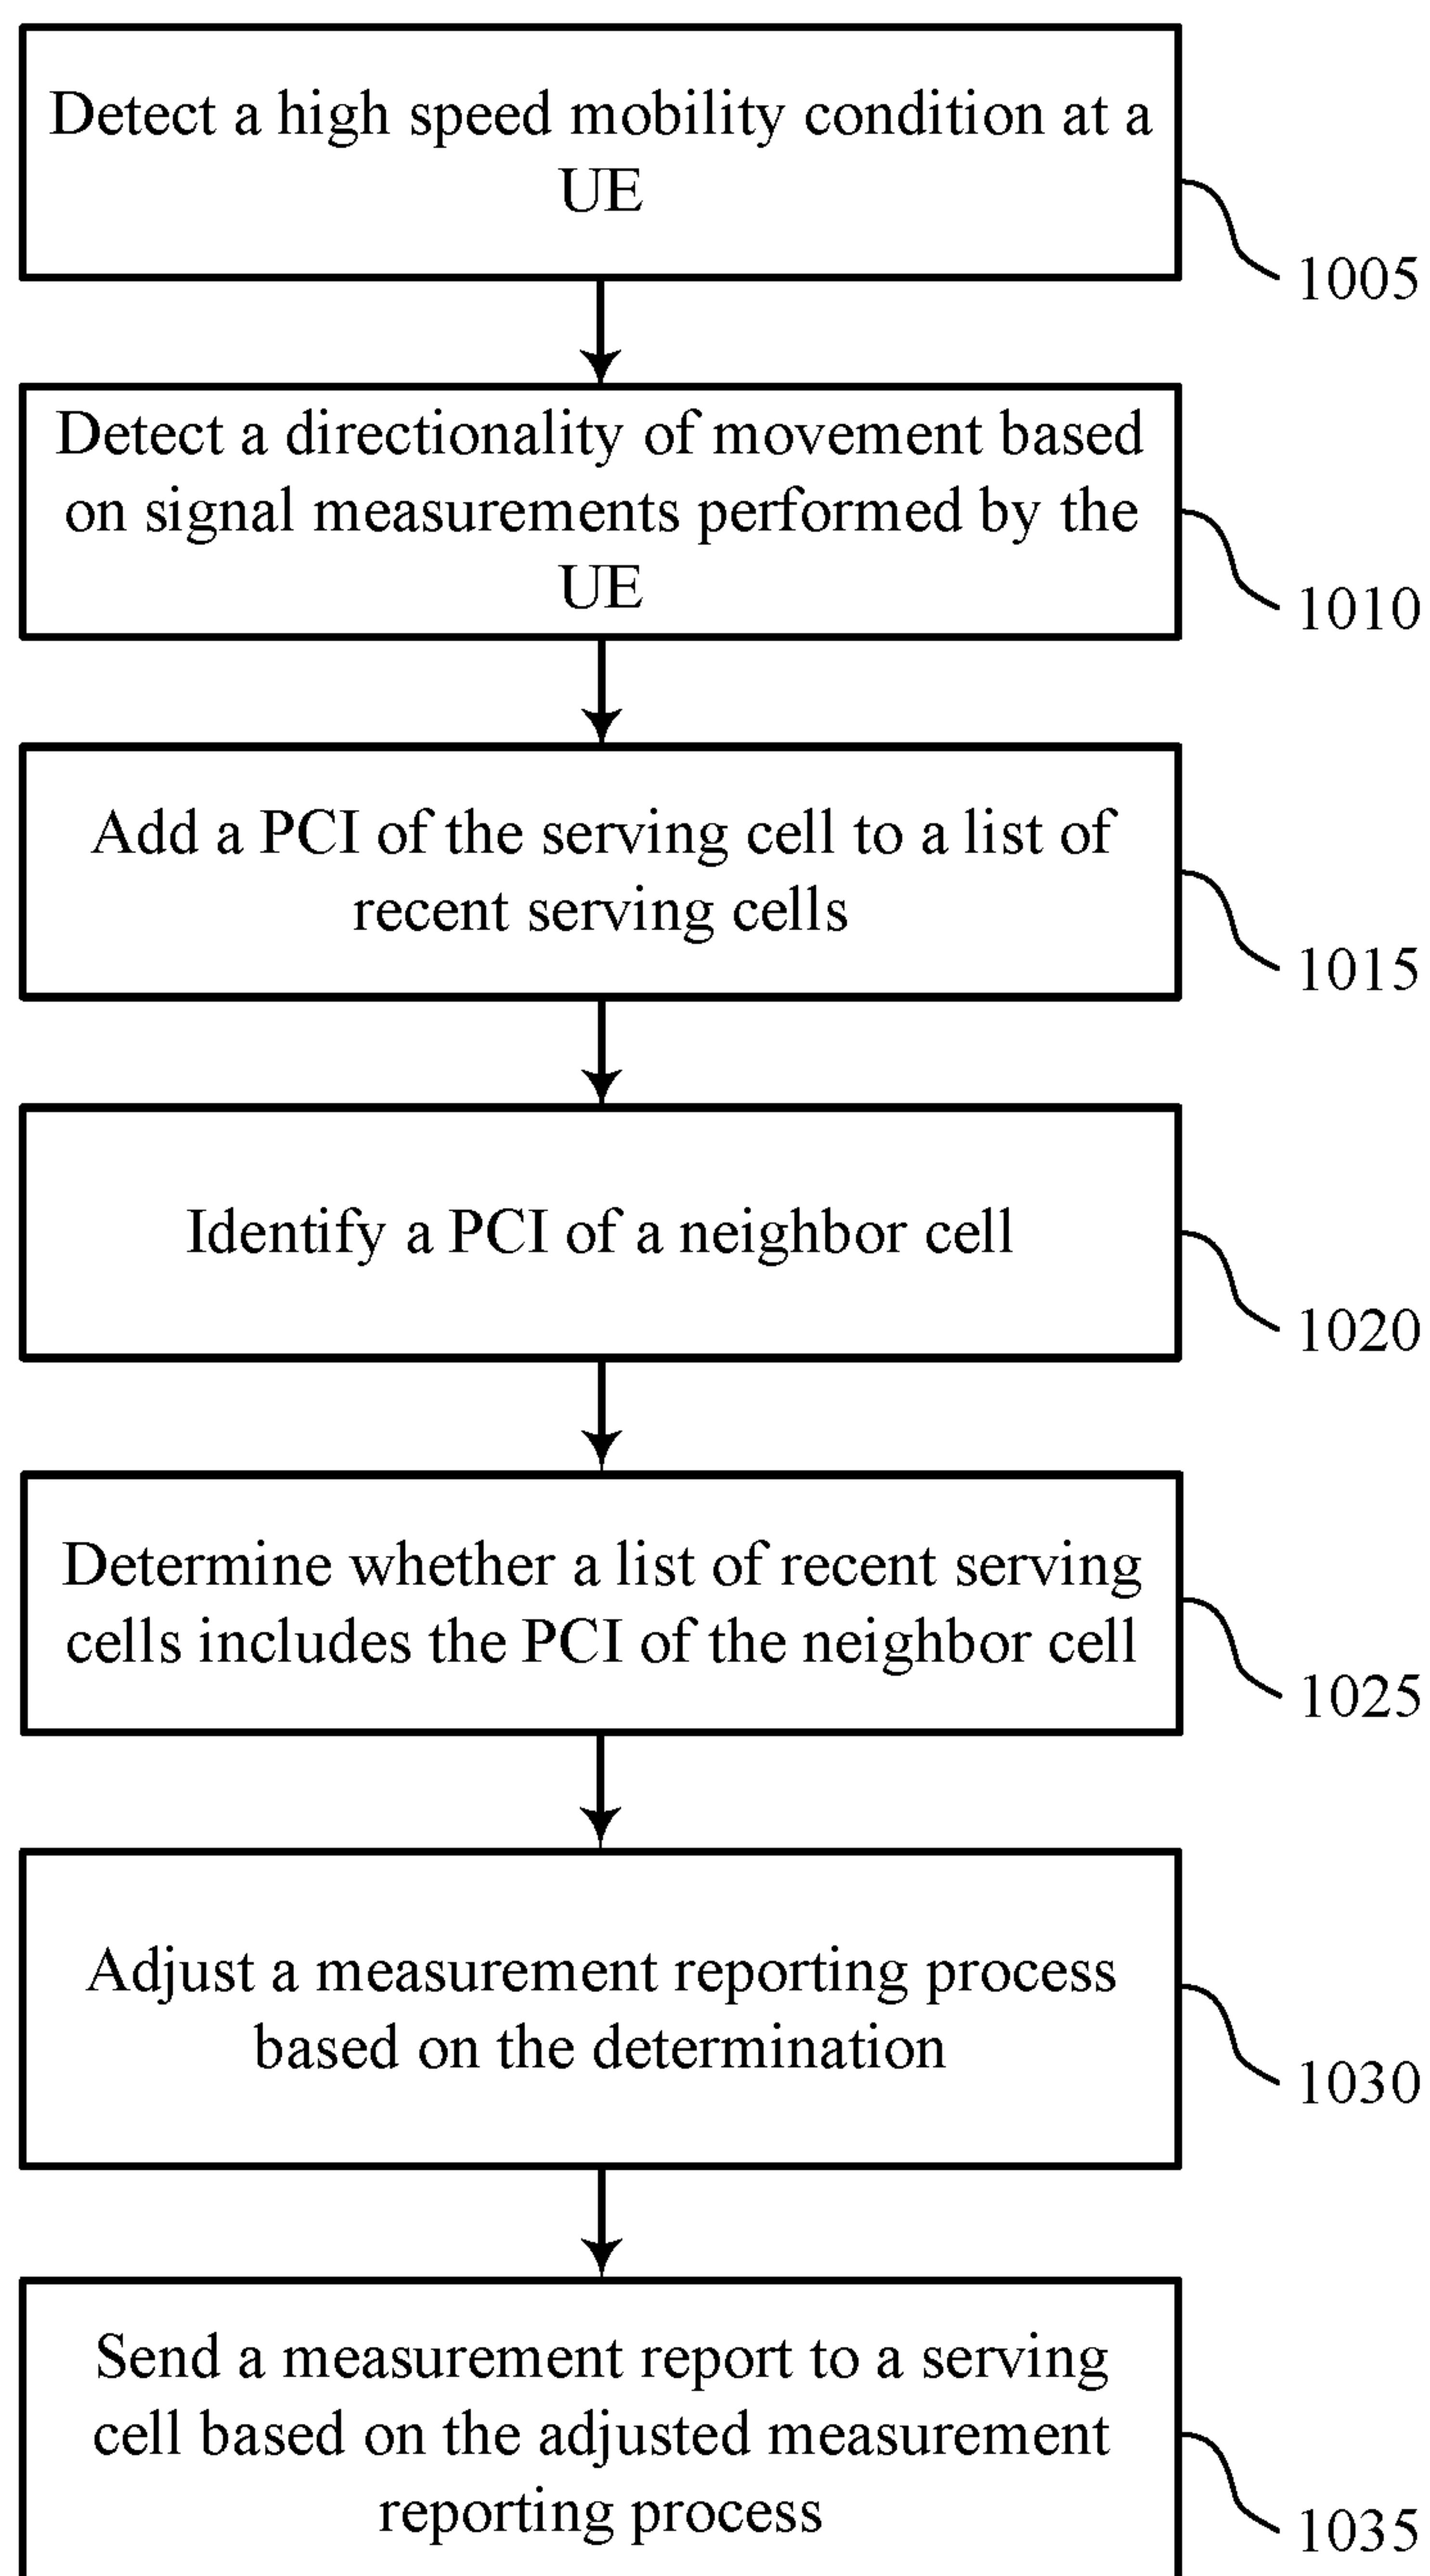 Detect a high speed mobility condition at a
UE
1005
Detect a directionality of movement based
on signal measurements performed by the
UE
1010
Add a PCI of the serving cell to a list of
recent serving cells
1015
Identify a PCI of a neighbor cell
1020
Determine whether a list of recent serving
cells includes the PCI of the neighbor cell
1025
Adjust a measurement reporting process
based on the determination
1030
Send a measurement report to a serving
cell based on the adjusted measurement
reporting process
1035